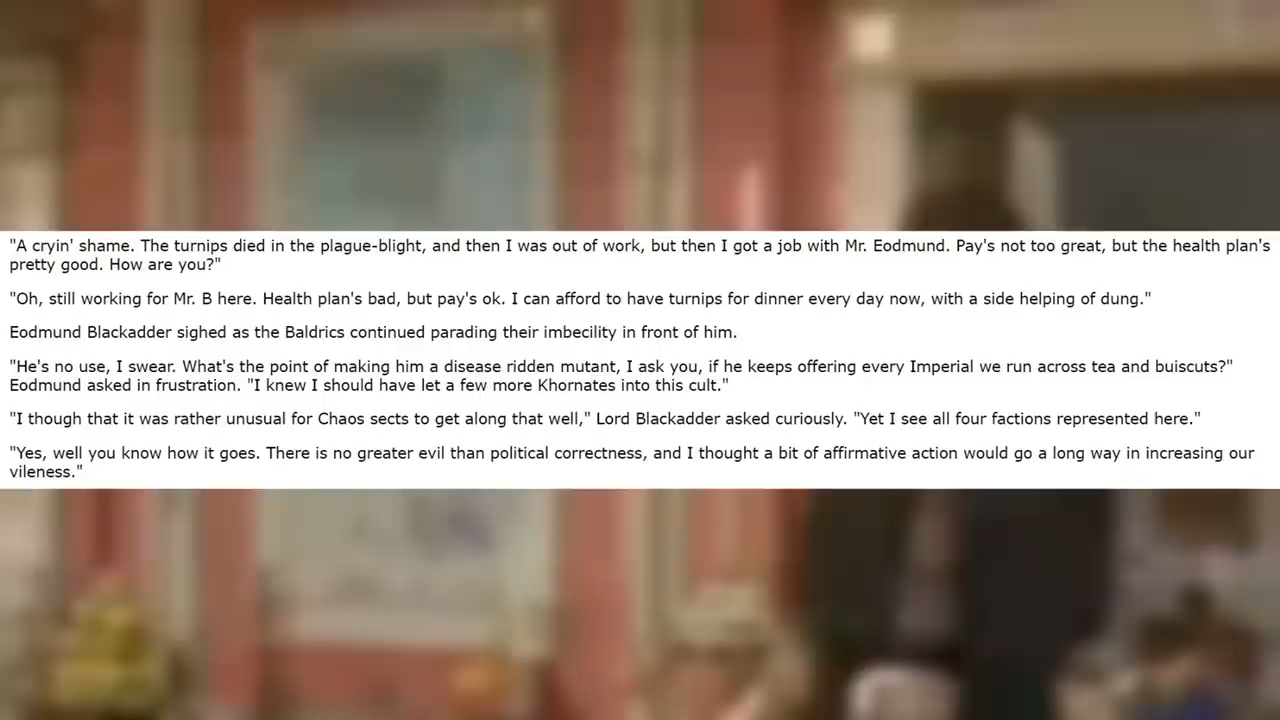 "A cryin' shame. The turnips died in the plague-blight, and then I was out of work, but then I got a job with Mr. Eodmund. Pay's not too great, but the health plan's
pretty good. How are you?"
"Oh, still working for Mr. B here. Health plan's bad, but pay's ok. I can afford to have turnips for dinner every day now, with a side helping of dung."
Eodmund Blackadder sighed as the Baldrics continued parading their imbecility in front of him.
"He's no use, I swear. What's the point of making him a disease ridden mutant, I ask you, if he keeps offering every Imperial we run across tea and buiscuts?"
Eodmund asked in frustration. "I knew I should have let a few more Khornates into this cult."
"I though that it was rather unusual for Chaos sects to get along that well," Lord Blackadder asked curiously. "Yet I see all four factions represented here."
"Yes, well you know how it goes. There is no greater evil than political correctness, and I thought a bit of affirmative action would go a long way in increasing our
vileness."